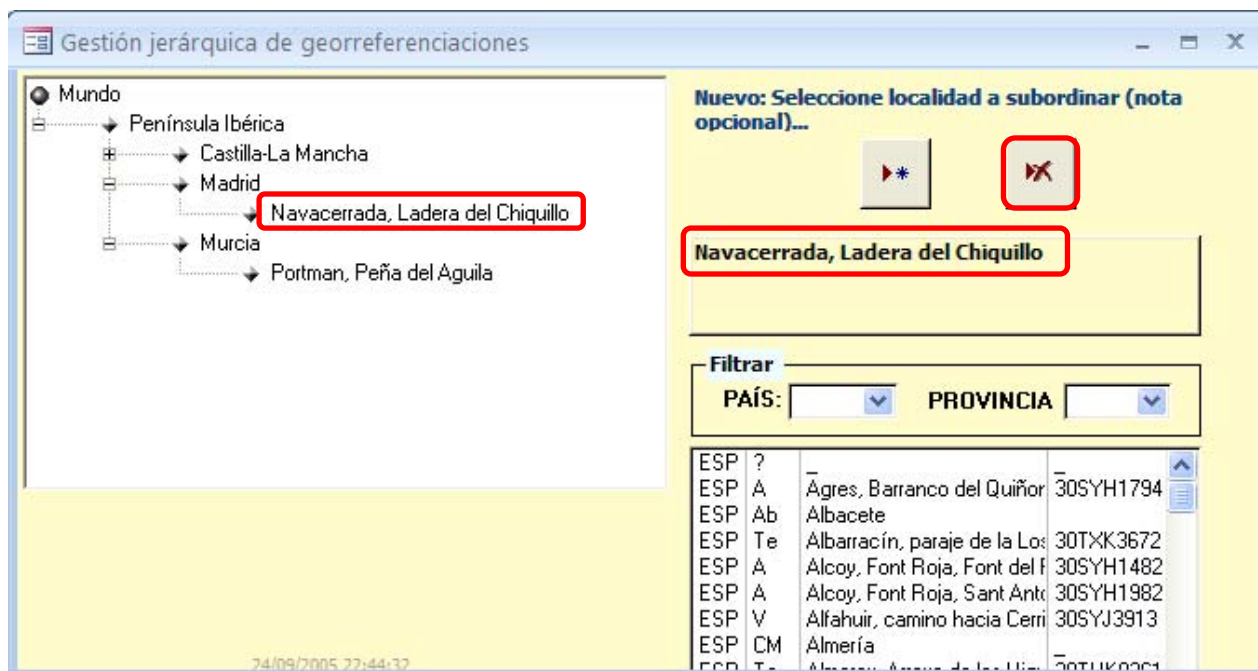 Gestión jerárquica de georreferenciaciones
Mundo
Península Ibérica
Castilla-La Mancha
Madrid
Navacerrada, Ladera del Chiquillo
Murcia
Portman, Peña del Aguila
24/09/2005 22:44:32
Nuevo: Seleccione localidad a subordinar (nota
opcional)...
Navacerrada, Ladera del Chiquillo
Filtrar
PAÍS: PROVINCIA
ESP ? _ _
ESP A Agres, Barranco del Quiñor 30SYH1794
ESP Ab Albacete
ESP Te Albarracín, paraje de la Los 30TXK3672
ESP A Alcoy, Font Roja, Font del 30SYH1482
ESP A Alcoy, Font Roja, Sant Anto 30SYH1982
ESP V Alfahuir, camino hacia Cerri 30SYJ3913
ESP CM Almería _
ESP Te